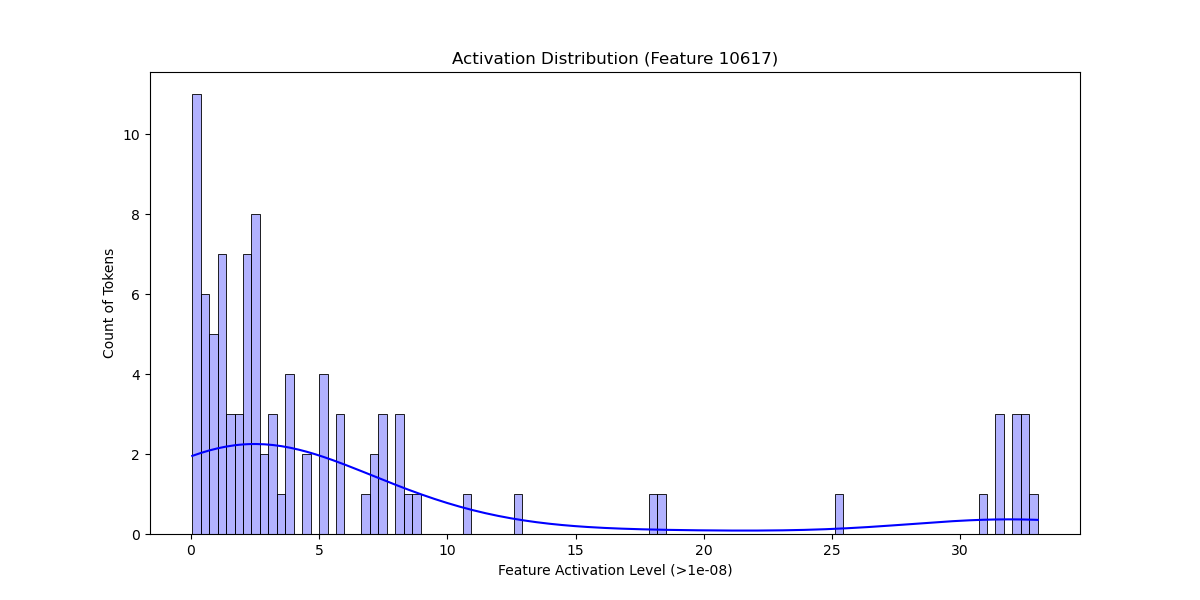 Activation Distribution (Feature 10617)
Count of Tokens
10
8
6
4
2
0
0 5 10 15 20 25 30
Feature Activation Level (>1e-08)